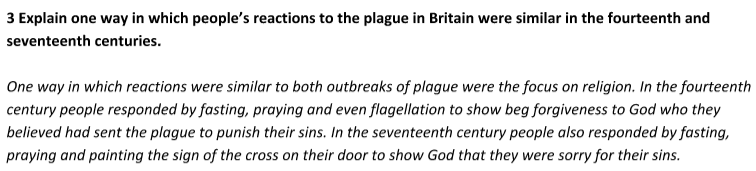 3 Explain one way in which people’s reactions to the plague in Britain were similar in the fourteenth and
seventeenth centuries.
One way in which reactions were similar to both outbreaks of plague were the focus on religion. In the fourteenth
century people responded by fasting, praying and even flagellation to show beg forgiveness to God who they
believed had sent the plague to punish their sins. In the seventeenth century people also responded by fasting,
praying and painting the sign of the cross on their door to show God that they were sorry for their sins.